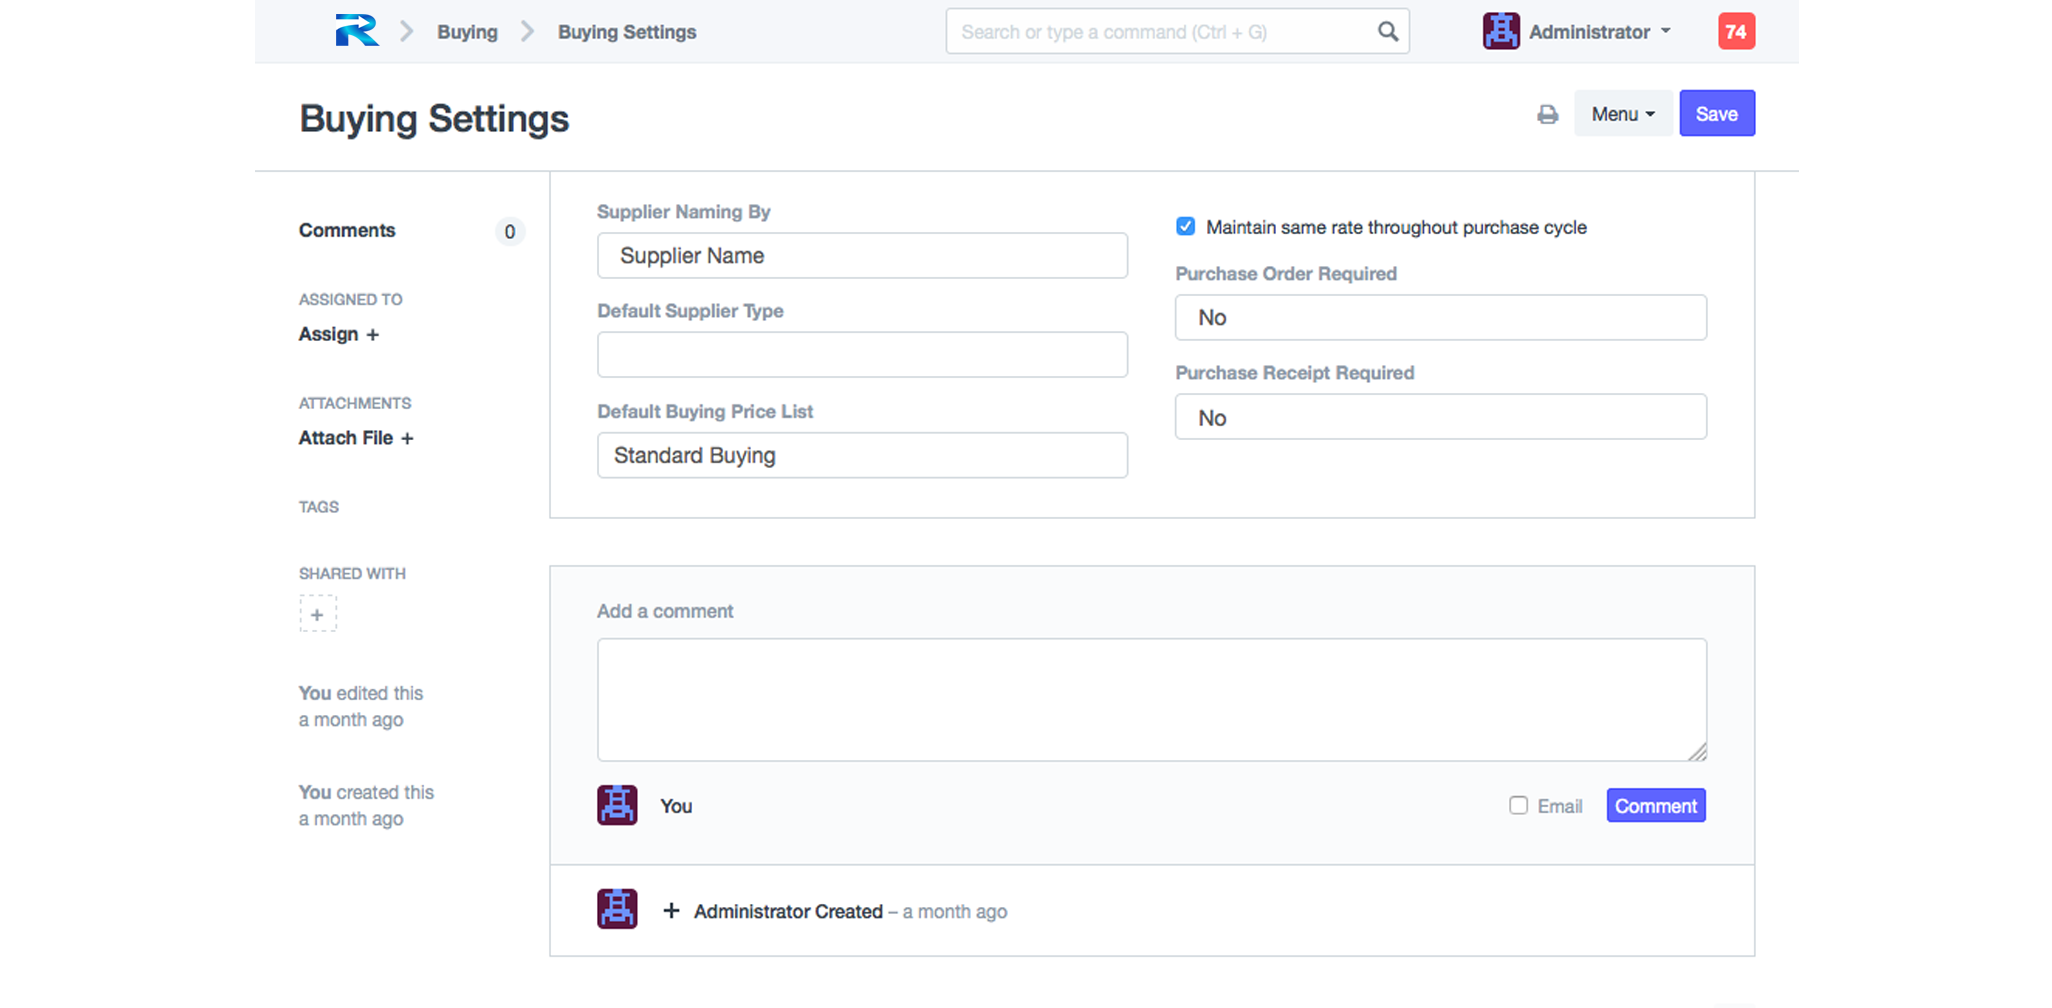 Buying
Buying Settings
Search or type a command (Ctrl + G)
Administrator
74
Buying Settings
Menu
Save
Comments
0
ASSIGNED TO
Assign +
ATTACHMENTS
Attach File +
TAGS
SHARED WITH
+
You edited this
a month ago
You created this
a month ago
Supplier Naming By
Supplier Name
Default Supplier Type
Default Buying Price List
Standard Buying
Maintain same rate throughout purchase cycle
Purchase Order Required
No
Purchase Receipt Required
No
Add a comment
You
Email
Comment
+ Administrator Created – a month ago